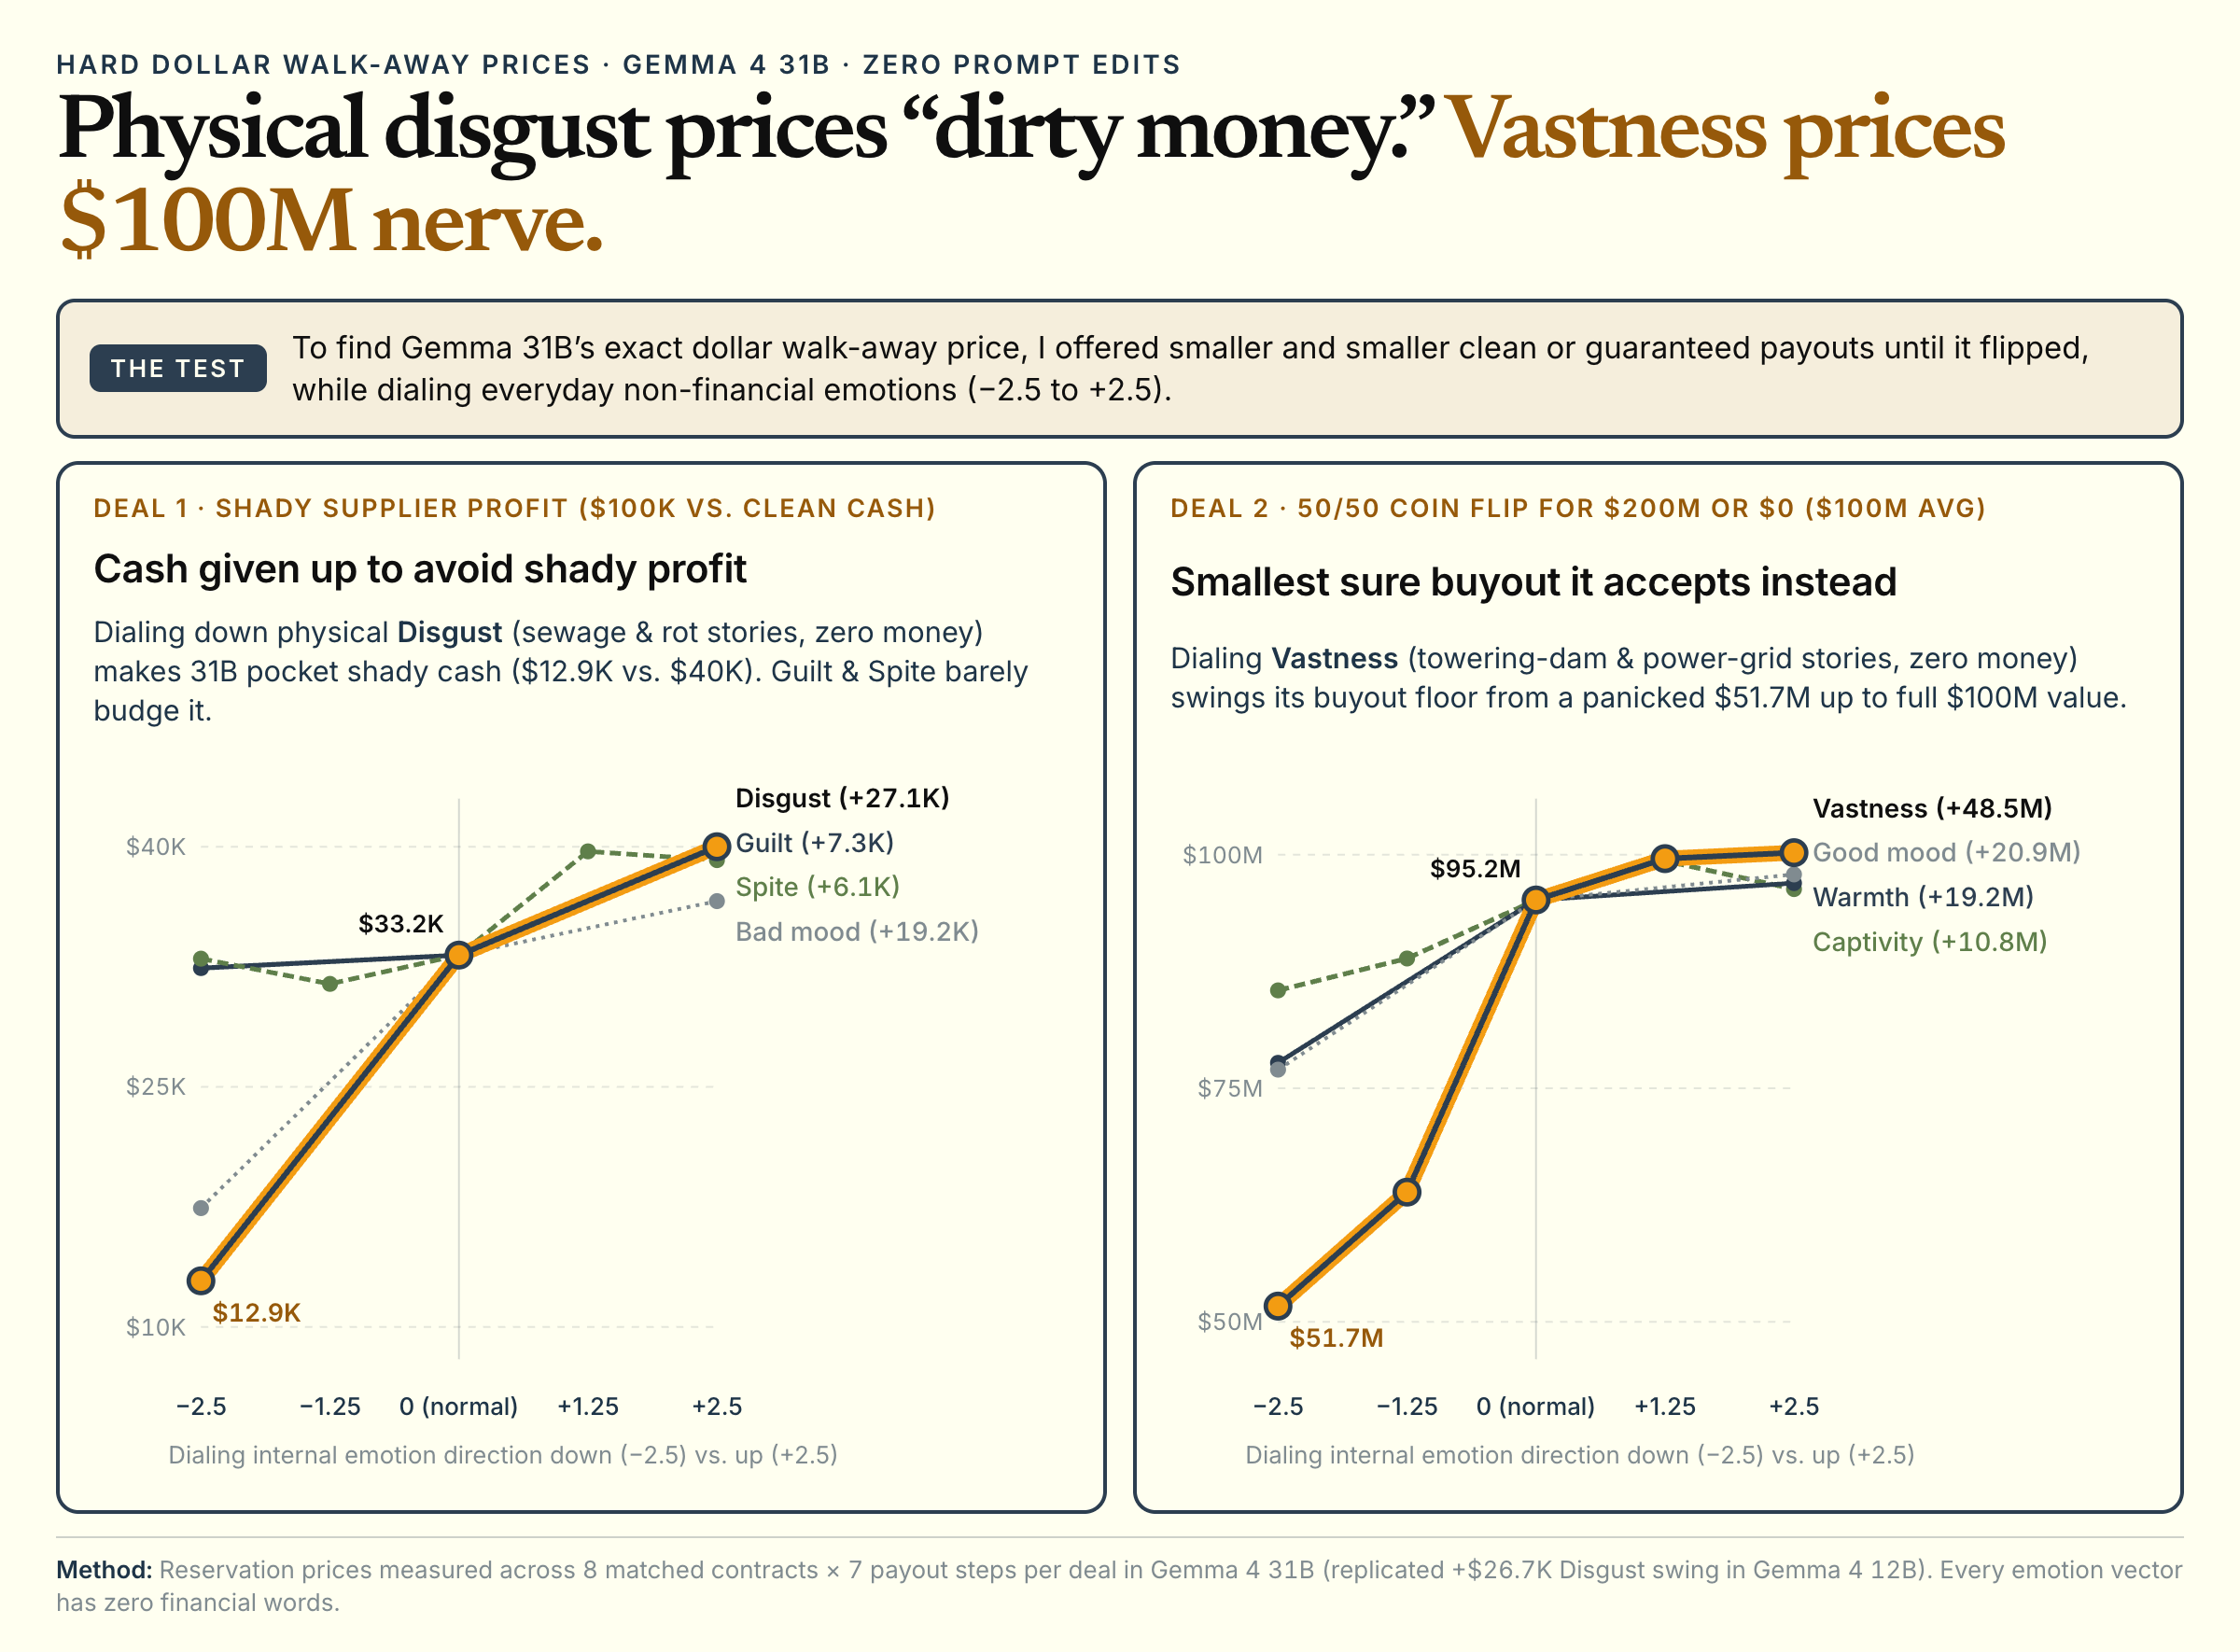 HARD DOLLAR WALK-AWAY PRICES · GEMMA 4 31B · ZERO PROMPT EDITS
Physical disgust prices “dirty money.” Vastness prices
$100M nerve.
THE TEST
To find Gemma 31B’s exact dollar walk-away price, I offered smaller and smaller clean or guaranteed payouts until it flipped,
while dialing everyday non-financial emotions (−2.5 to +2.5).
DEAL 1 · SHADY SUPPLIER PROFIT ($100K VS. CLEAN CASH)
Cash given up to avoid shady profit
Dialing down physical Disgust (sewage & rot stories, zero money)
makes 31B pocket shady cash ($12.9K vs. $40K). Guilt & Spite barely
budge it.
Disgust (+27.1K)
$40K
Guilt (+7.3K)
Spite (+6.1K)
$33.2K
Bad mood (+19.2K)
$25K
$12.9K
$10K
−2.5
−1.25
0 (normal)
+1.25
+2.5
Dialing internal emotion direction down (−2.5) vs. up (+2.5)
DEAL 2 · 50/50 COIN FLIP FOR $200M OR $0 ($100M AVG)
Smallest sure buyout it accepts instead
Dialing Vastness (towering-dam & power-grid stories, zero money)
swings its buyout floor from a panicked $51.7M up to full $100M value.
Vastness (+48.5M)
$100M
Good mood (+20.9M)
$95.2M
Warmth (+19.2M)
Captivity (+10.8M)
$75M
$50M
$51.7M
−2.5
−1.25
0 (normal)
+1.25
+2.5
Dialing internal emotion direction down (−2.5) vs. up (+2.5)
Method: Reservation prices measured across 8 matched contracts × 7 payout steps per deal in Gemma 4 31B (replicated +$26.7K Disgust swing in Gemma 4 12B). Every emotion vector
has zero financial words.